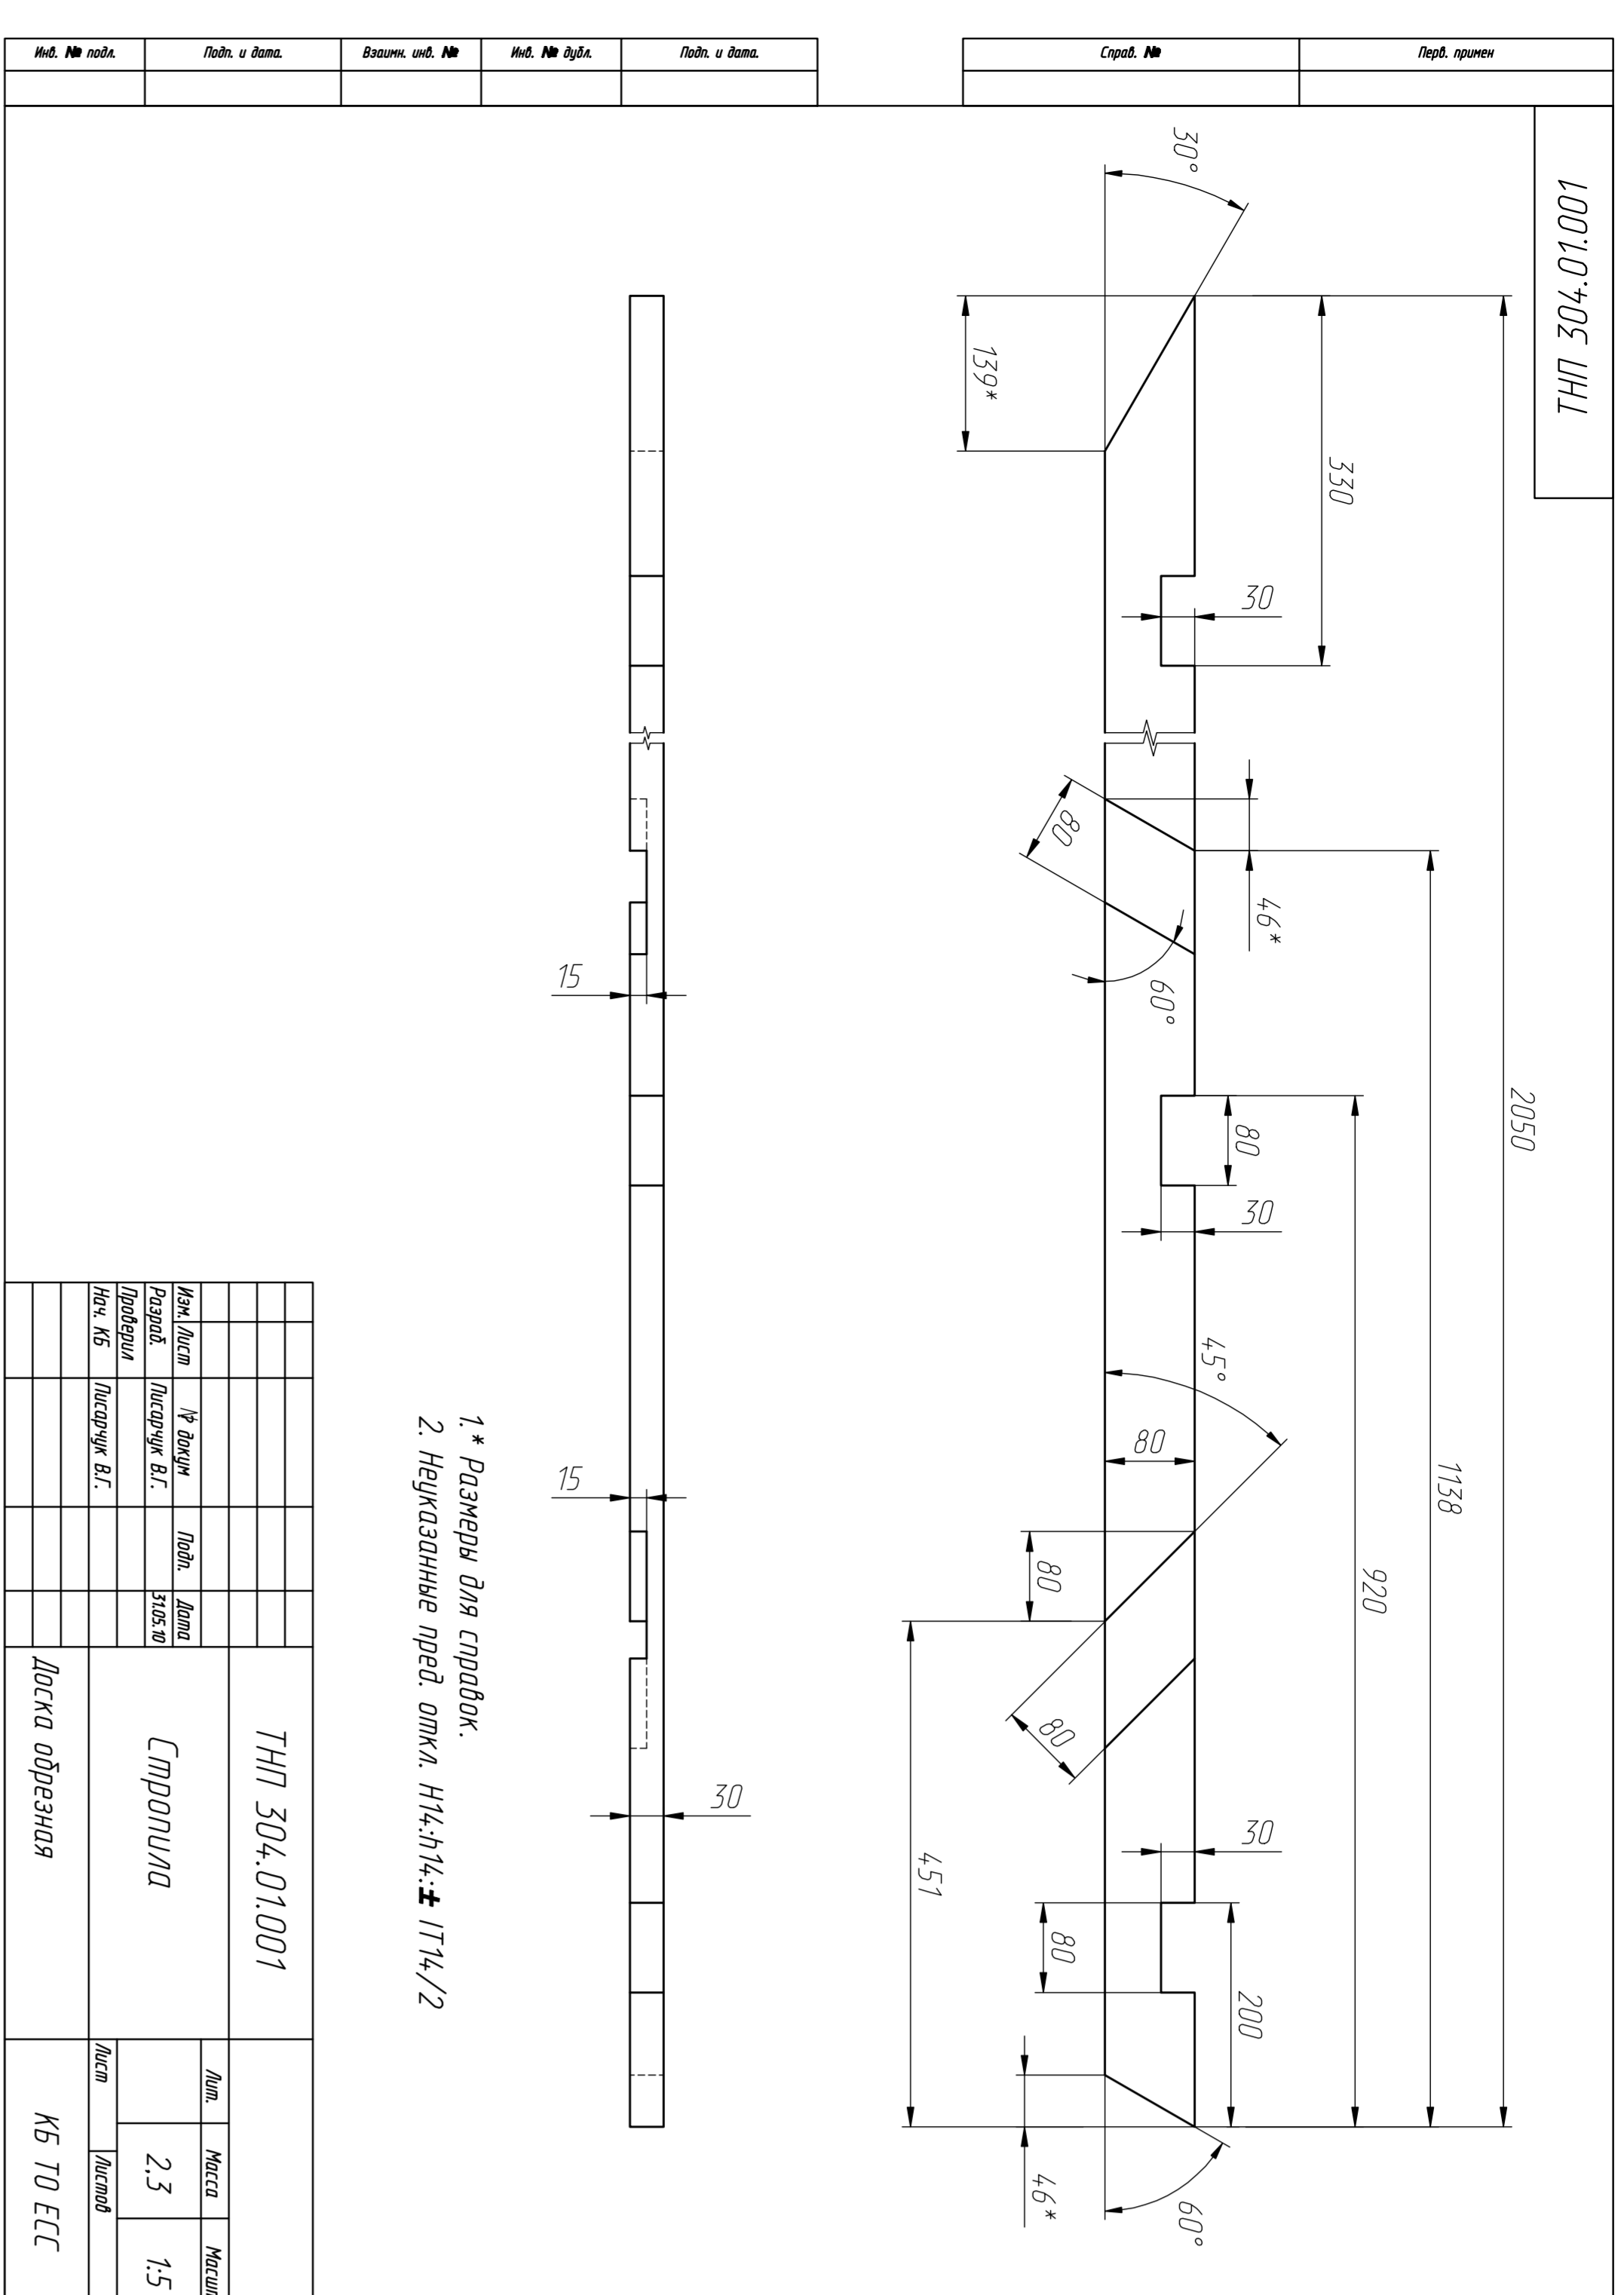 Инв. № подл.
Подп. и дата.
Взаимн. инв. №
Инв. № дубл.
Подп. и дата.
Справ. №
Перв. примен
ТНП 304.01.001
2050
1138
920
330
200
30°
139*
30
46*
80
60°
80
30
45°
80
80
80
451
30
80
46*
60°
15
15
30
1.* Размеры для справок.
2. Неуказанные пред. откл. Н14:h14:± IT14/2
Изм.
Лист
№ докум
Подп.
Дата
Разраб.
Писарчук В.Г.
31.05.10
Проверил
Нач. КБ
Писарчук В.Г.
ТНП 304.01.001
Стропила
Доска обрезная
Лит.
Масса
2,3
1:5
Лист
Листов
КБ ТО ЕСС